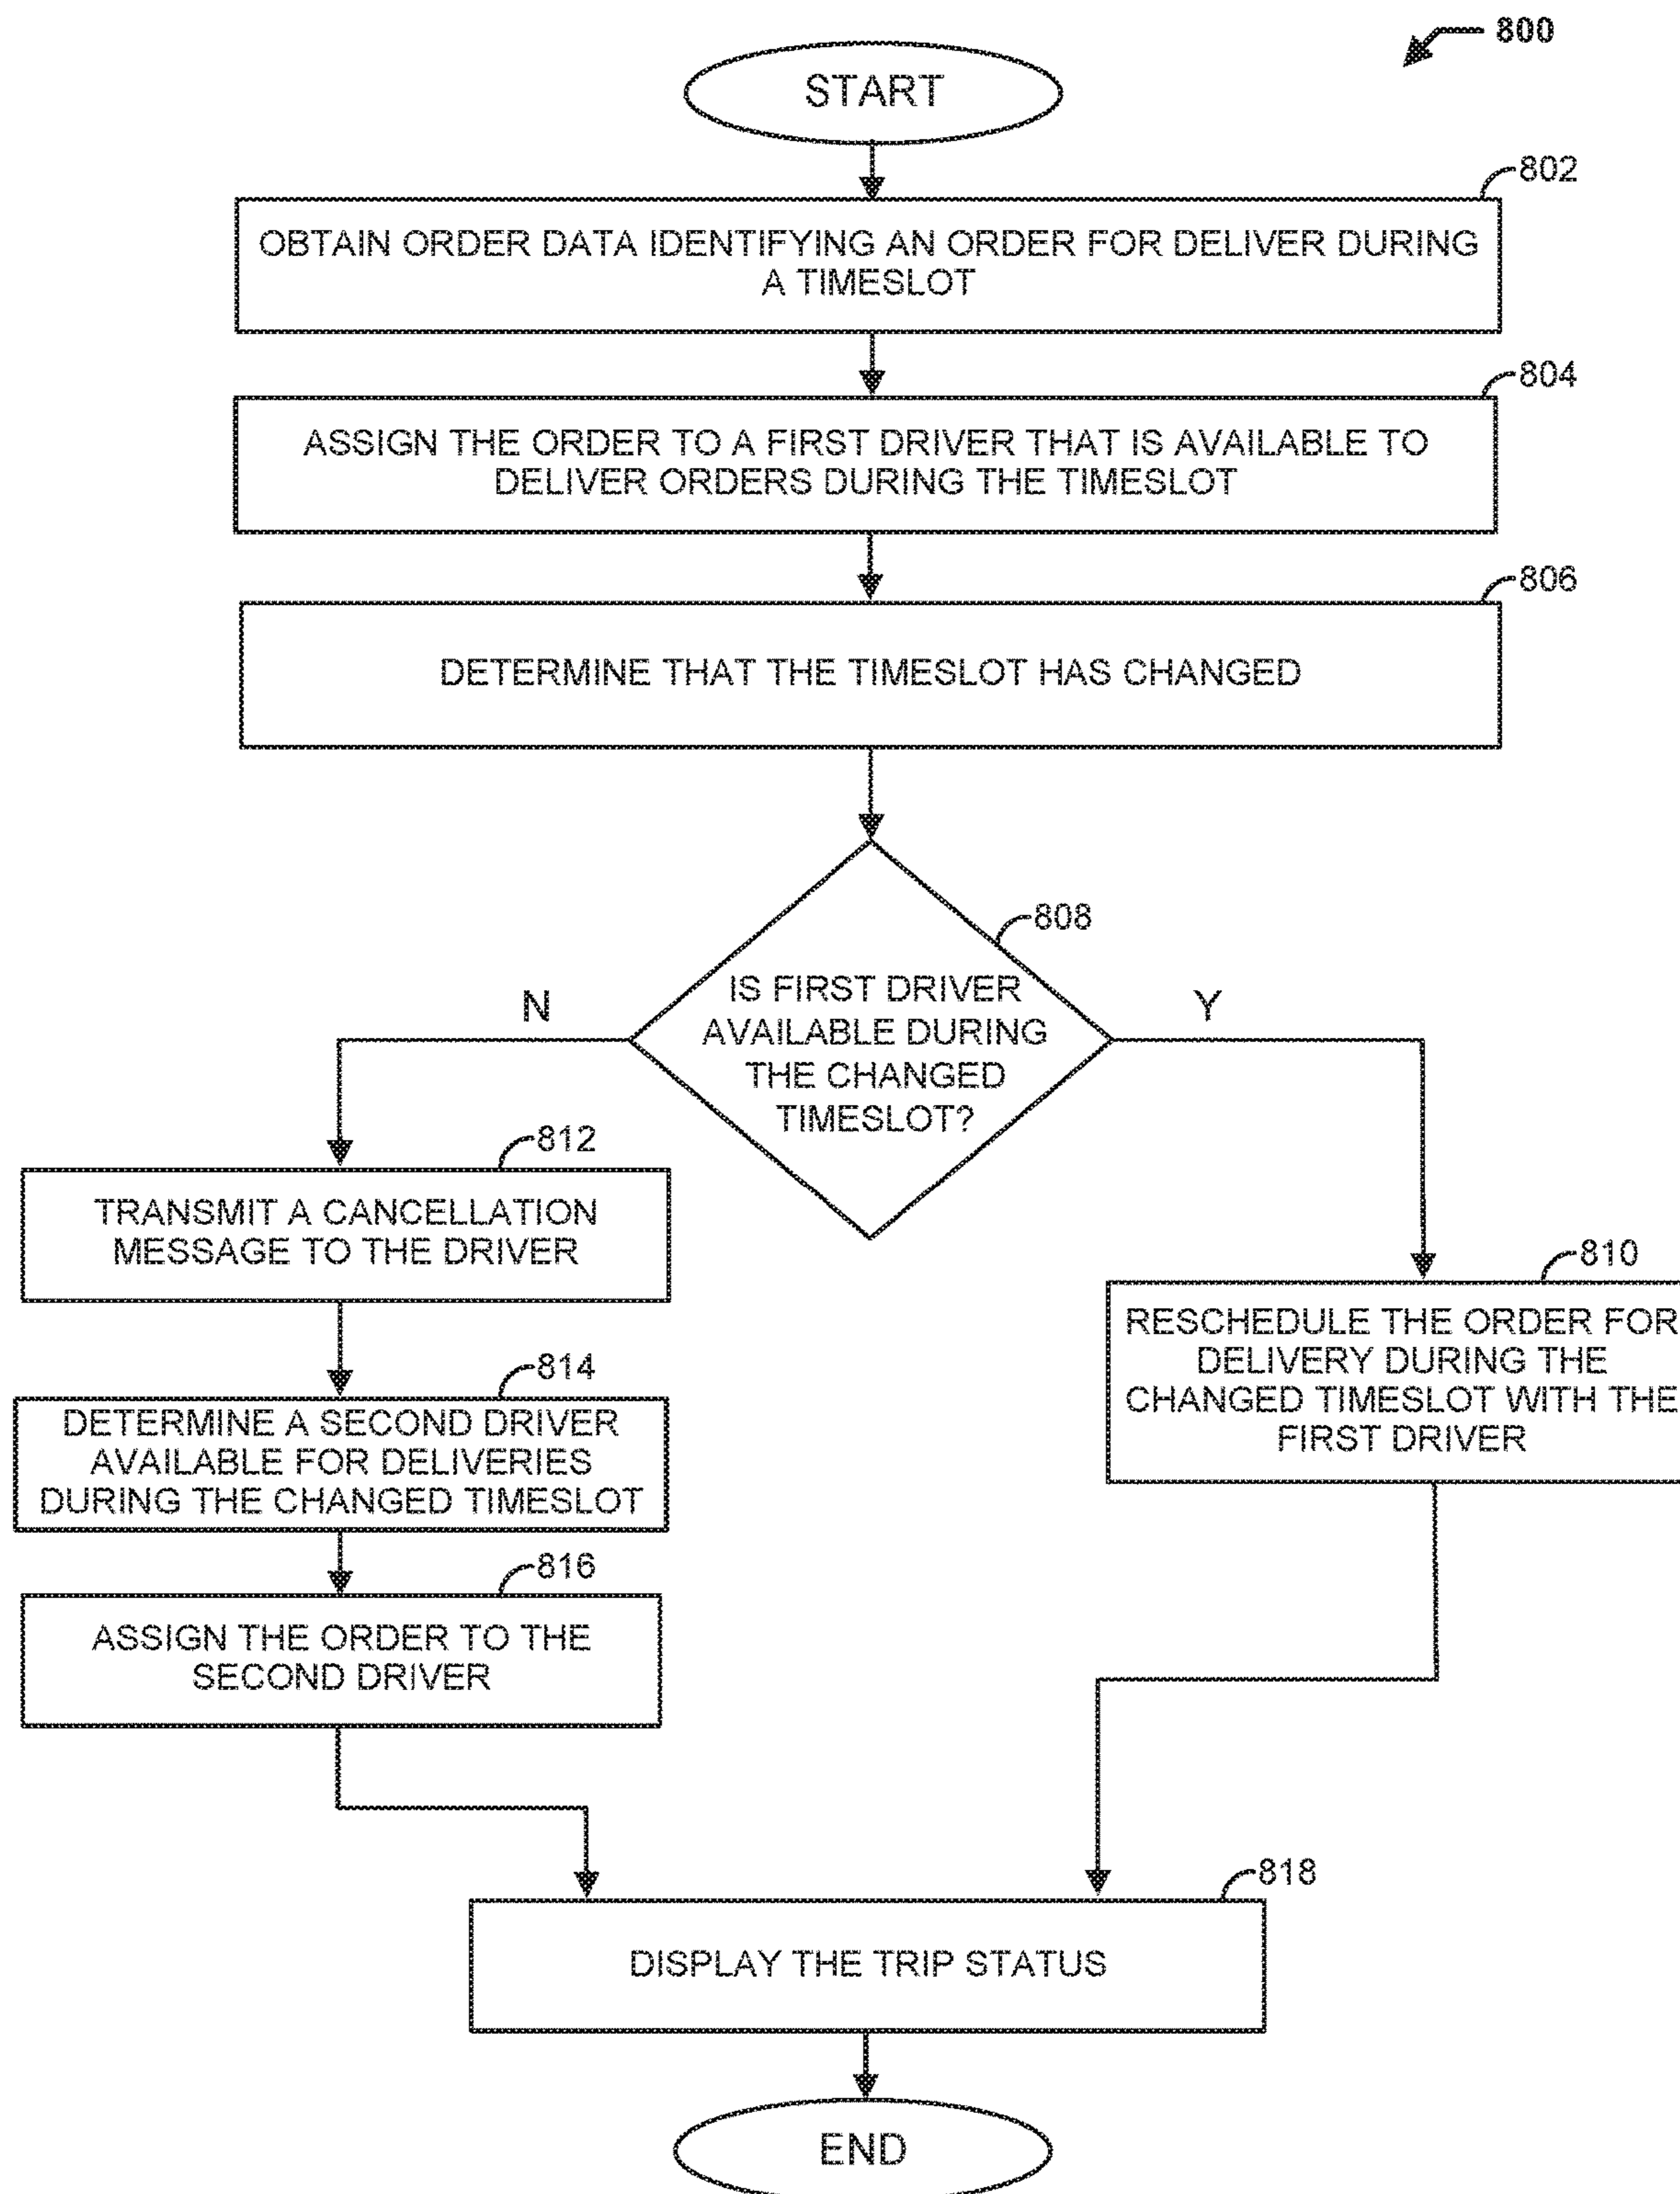 800
START
802
OBTAIN ORDER DATA IDENTIFYING AN ORDER FOR DELIVER DURING
A TIMESLOT
804
ASSIGN THE ORDER TO A FIRST DRIVER THAT IS AVAILABLE TO
DELIVER ORDERS DURING THE TIMESLOT
806
DETERMINE THAT THE TIMESLOT HAS CHANGED
808
IS FIRST DRIVER
AVAILABLE DURING
THE CHANGED
TIMESLOT?
N
Y
812
TRANSMIT A CANCELLATION
MESSAGE TO THE DRIVER
810
RESCHEDULE THE ORDER FOR
DELIVERY DURING THE
CHANGED TIMESLOT WITH THE
FIRST DRIVER
814
DETERMINE A SECOND DRIVER
AVAILABLE FOR DELIVERIES
DURING THE CHANGED TIMESLOT
816
ASSIGN THE ORDER TO THE
SECOND DRIVER
818
DISPLAY THE TRIP STATUS
END